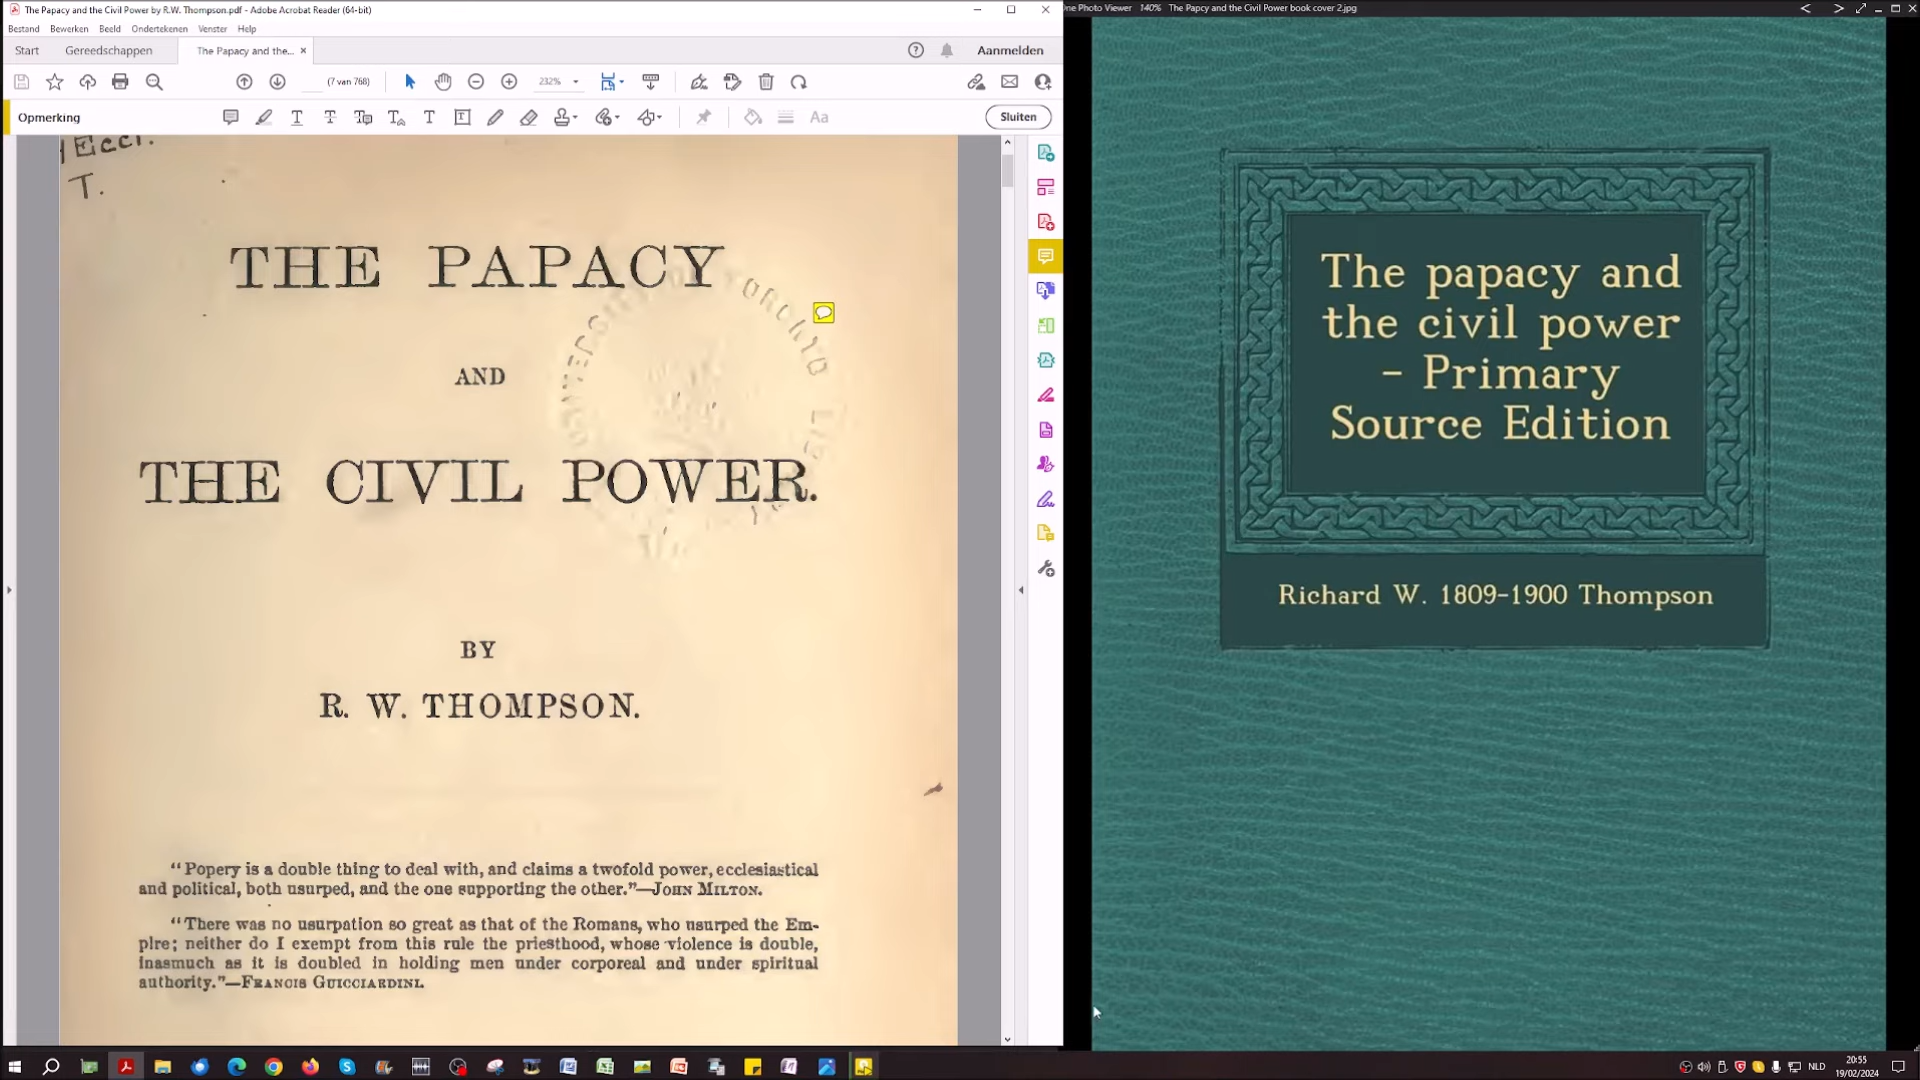 The Papacy and the Civil Power by R.W. Thompson.pdf - Adobe Acrobat Reader (64-bit)
Bestand Bewerken Beeld Ondertekenen Venster Help
Start Gereedschappen The Papacy and the... × Aanmelden
(7 van 768) 232%
Opmerking Sluiten
Eccl.
T.
THE PAPACY
AND
THE CIVIL POWER.
BY
R. W. THOMPSON.
"Popery is a double thing to deal with, and claims a twofold power, ecclesiastical
and political, both usurped, and the one supporting the other."—JOHN MILTON.
"There was no usurpation so great as that of the Romans, who usurped the Em-
pire; neither do I exempt from this rule the priesthood, whose violence is double,
inasmuch as it is doubled in holding men under corporeal and under spiritual
authority."—FRANCIS GUICCIARDINI.
One Photo Viewer 140% The Papcy and the Civil Power book cover 2.jpg
The papacy and
the civil power
- Primary
Source Edition
Richard W. 1809-1900 Thompson
NLD
20:55
19/02/2024